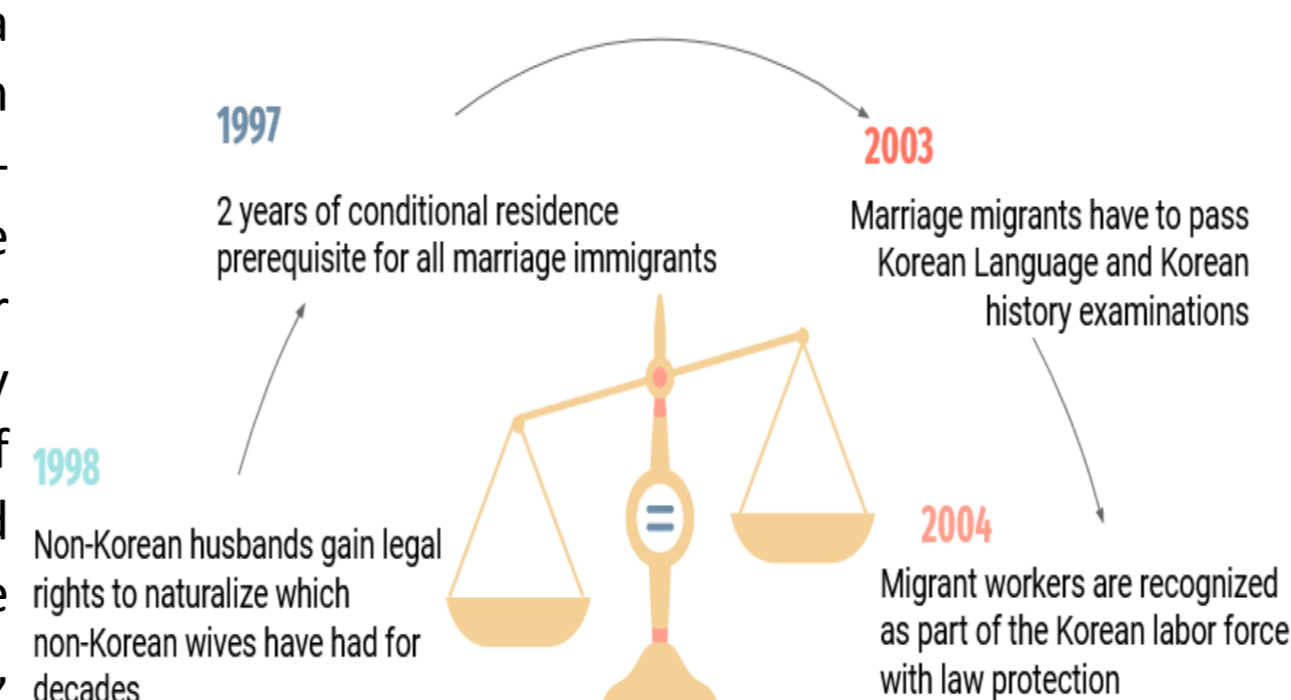 1997
2 years of conditional residence
prerequisite for all marriage immigrants
2003
Marriage migrants have to pass
Korean Language and Korean
history examinations
1998
Non-Korean husbands gain legal
rights to naturalize which
non-Korean wives have had for
decades
2004
Migrant workers are recognized
as part of the Korean labor force
with law protection